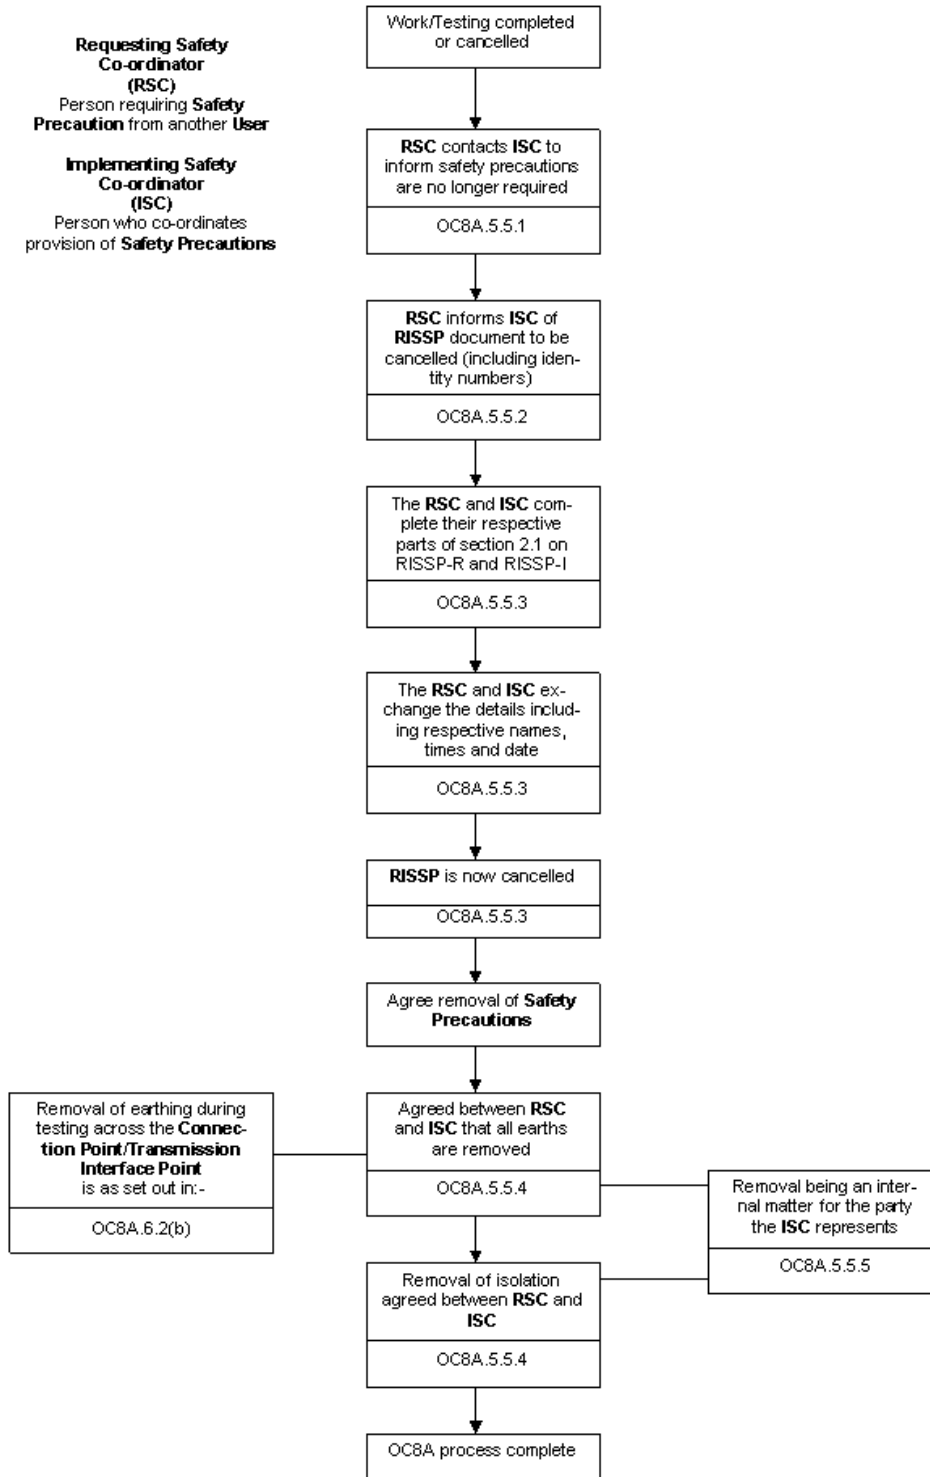 Requesting Safety
Co-ordinator
(RSC)
Person requiring Safety
Precaution from another User
Implementing Safety
Co-ordinator
(ISC)
Person who co-ordinates
provision of Safety Precautions
Work/Testing completed
or cancelled
RSC contacts ISC to
inform safety precautions
are no longer required
OC8A.5.5.1
RSC informs ISC of
RISSP document to be
cancelled (including iden-
tity numbers)
OC8A.5.5.2
The RSC and ISC com-
plete their respective
parts of section 2.1 on
RISSP-R and RISSP-I
OC8A.5.5.3
The RSC and ISC ex-
change the details includ-
ing respective names,
times and date
OC8A.5.5.3
RISSP is now cancelled
OC8A.5.5.3
Agree removal of Safety
Precautions
Removal of earthing during
testing across the Connec-
tion Point/Transmission
Interface Point
is as set out in:-
OC8A.6.2(b)
Agreed between RSC
and ISC that all earths
are removed
OC8A.5.5.4
Removal being an inter-
nal matter for the party
the ISC represents
OC8A.5.5.5
Removal of isolation
agreed between RSC and
ISC
OC8A.5.5.4
OC8A process complete